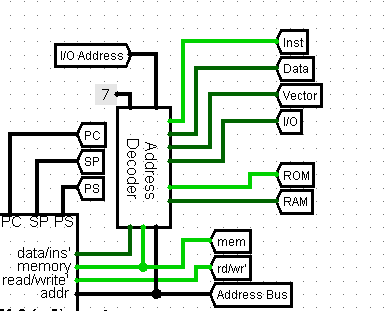 Inst
I/O Address
Data
7
Vector
I/O
PC
Address
Decoder
SP
ROM
PS
RAM
PC SP PS
mem
data/ins'
memory
rd/wr'
read/write'
addr
Address Bus